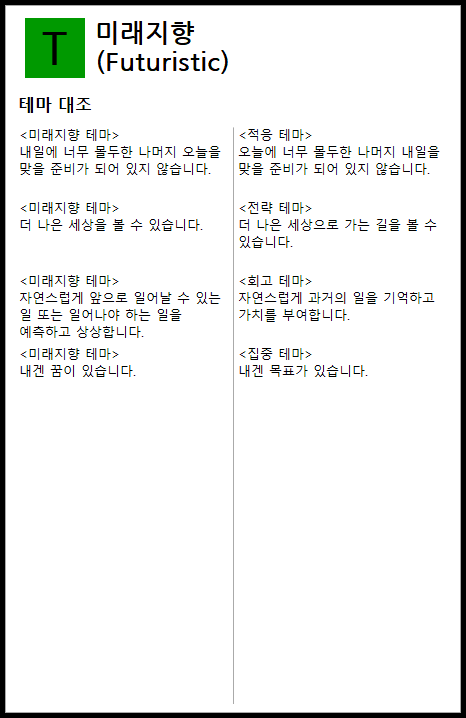 T
미래지향
(Futuristic)
테마 대조
<미래지향 테마>
내일에 너무 몰두한 나머지 오늘을
맞을 준비가 되어 있지 않습니다.
<적응 테마>
오늘에 너무 몰두한 나머지 내일을
맞을 준비가 되어 있지 않습니다.
<미래지향 테마>
더 나은 세상을 볼 수 있습니다.
<전략 테마>
더 나은 세상으로 가는 길을 볼 수
있습니다.
<미래지향 테마>
자연스럽게 앞으로 일어날 수 있는
일 또는 일어나야 하는 일을
예측하고 상상합니다.
<회고 테마>
자연스럽게 과거의 일을 기억하고
가치를 부여합니다.
<미래지향 테마>
내겐 꿈이 있습니다.
<집중 테마>
내겐 목표가 있습니다.